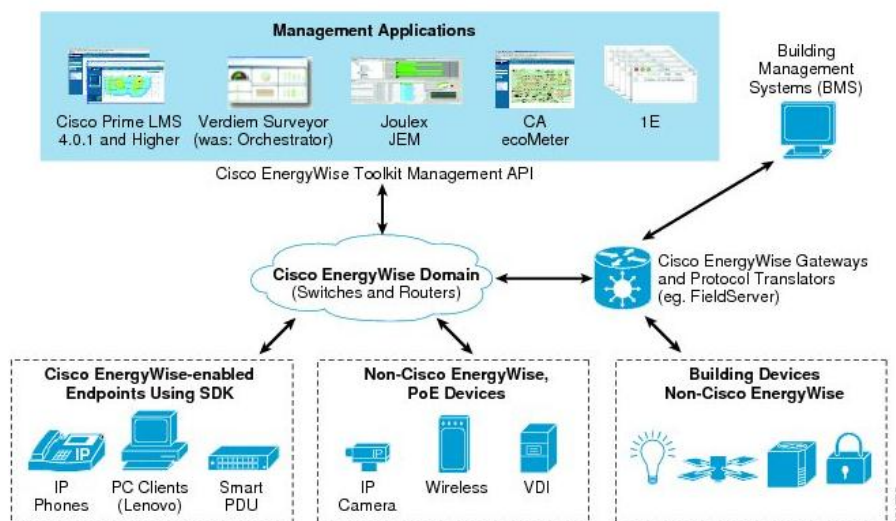 Management Applications
Cisco Prime LMS
4.0.1 and Higher
Verdiem Surveyor
(was: Orchestrator)
Joulex
JEM
CA
ecoMeter
1E
Building
Management
Systems (BMS)
Cisco EnergyWise Toolkit Management API
Cisco EnergyWise Domain
(Switches and Routers)
Cisco EnergyWise Gateways
and Protocol Translators
(eg. FieldServer)
Cisco EnergyWise-enabled
Endpoints Using SDK
IP
IP
Phones
PC Clients
(Lenovo)
Smart
PDU
Non-Cisco EnergyWise,
PoE Devices
IP
IP
Camera
Wireless
VDI
Building Devices
Non-Cisco EnergyWise